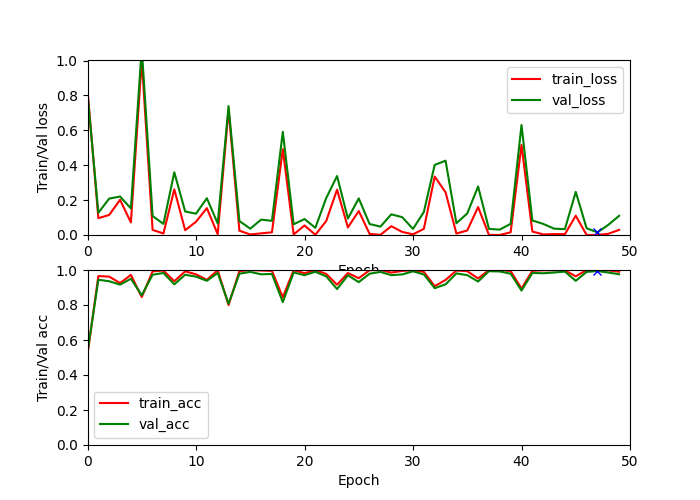 1.0
0.8
0.6
0.4
0.2
0.0
Train/Val loss
train_loss
val_loss
0 10 20 30 40 50
Epoch
1.0
0.8
0.6
0.4
0.2
0.0
Train/Val acc
train_acc
val_acc
0 10 20 30 40 50
Epoch